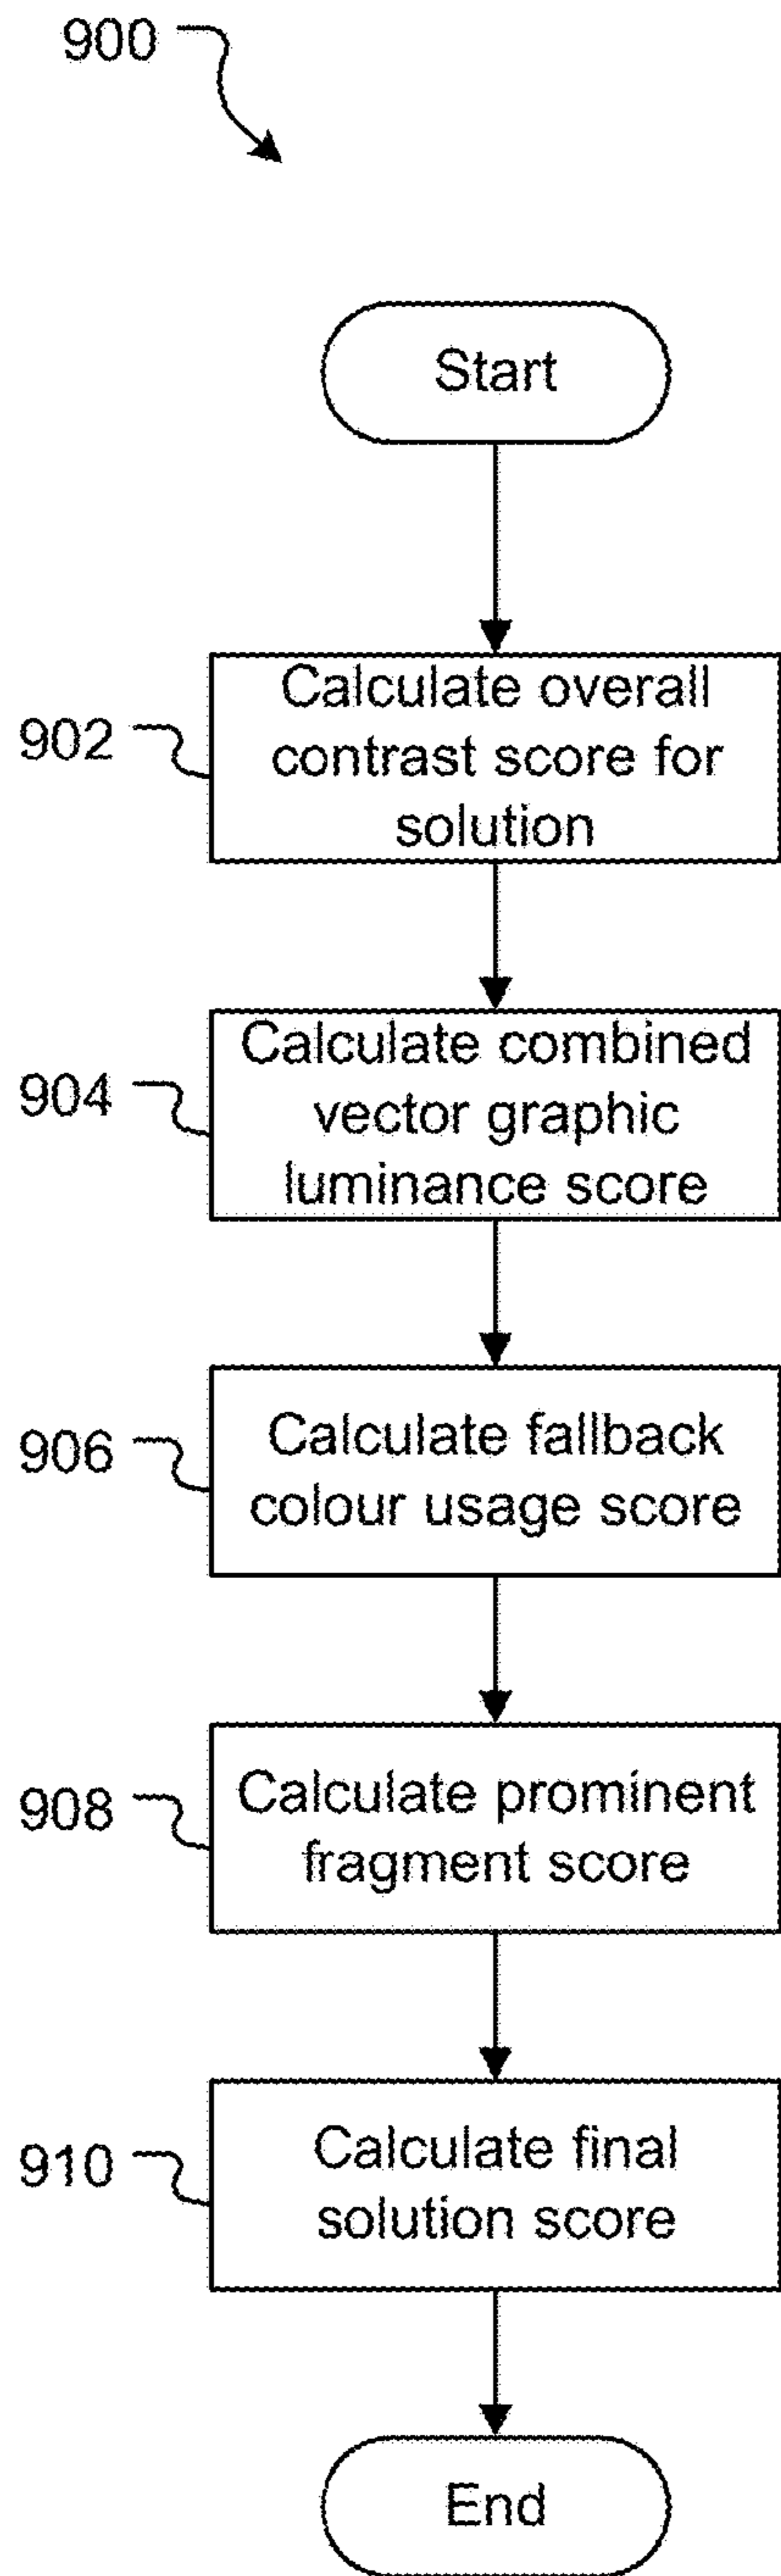 900
Start
902
Calculate overall
contrast score for
solution
904
Calculate combined
vector graphic
luminance score
906
Calculate fallback
colour usage score
908
Calculate prominent
fragment score
910
Calculate final
solution score
End